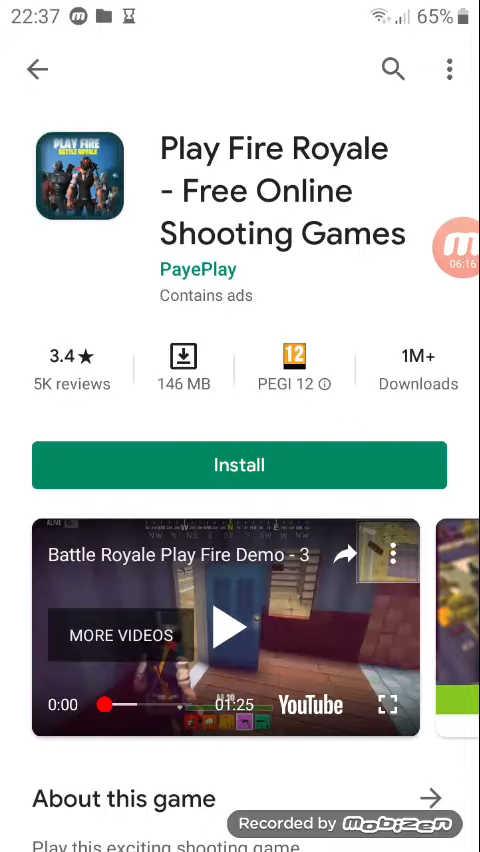 22:37 65%
PLAY FIRE
BATTLE ROYALE
Play Fire Royale
- Free Online
Shooting Games
PayePlay
Contains ads
06:16
3.4★
5K reviews
146 MB
12
PEGI 12
1M+
Downloads
Install
ALIVE
Battle Royale Play Fire Demo - 3
MORE VIDEOS
0:00
01:25
YouTube
About this game
Recorded by mobizen
Play this exciting shooting game